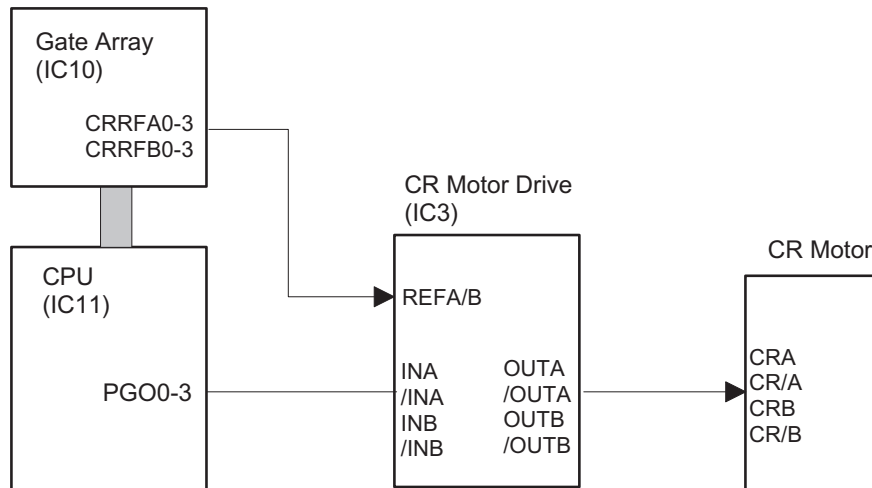 Gate Array
(IC10)
CRRFA0-3
CRRFB0-3
CPU
(IC11)
PGO0-3
CR Motor Drive
(IC3)
REFA/B
INA
/INA
INB
/INB
OUTA
/OUTA
OUTB
/OUTB
CR Motor
CRA
CR/A
CRB
CR/B